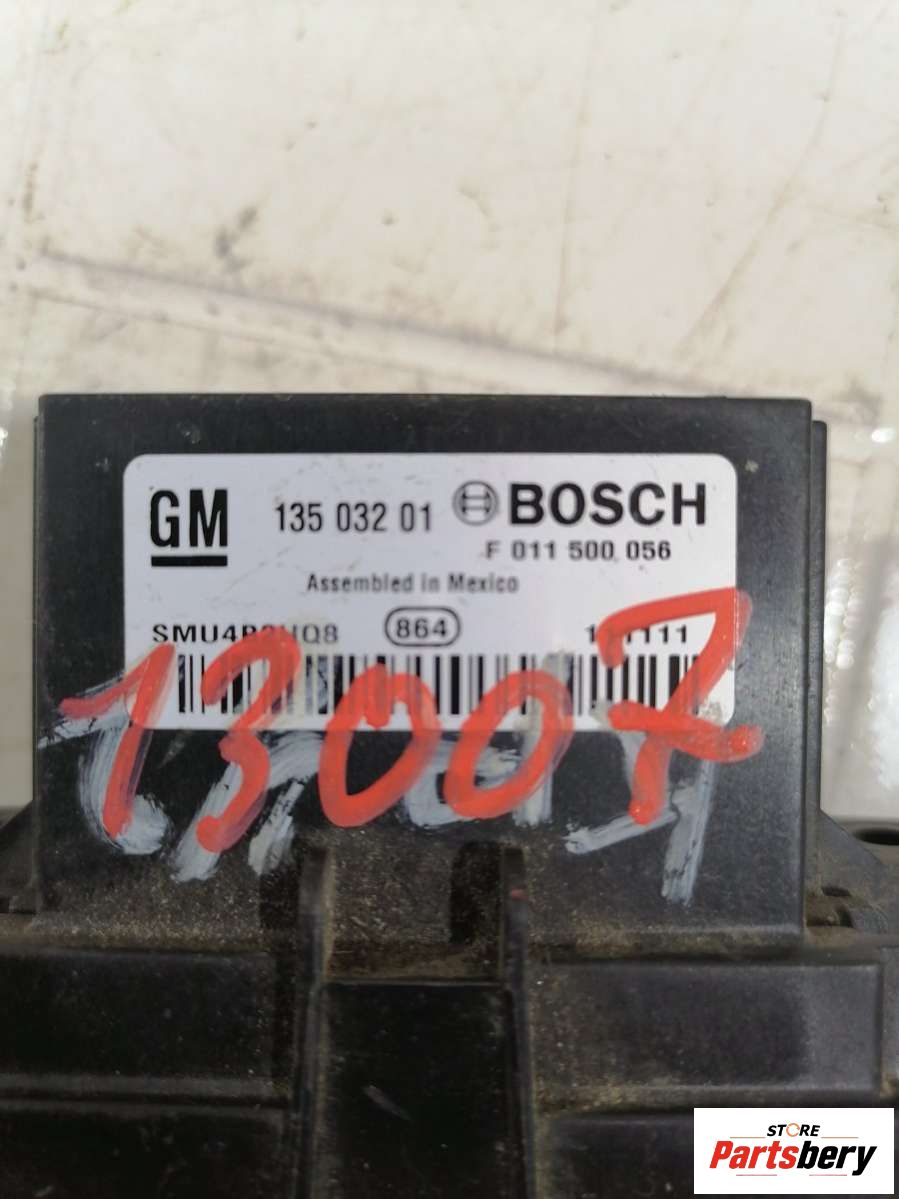 GM 135 032 01 BOSCH
F 011 500 056
Assembled in Mexico
864
13007
STORE
Partsbery